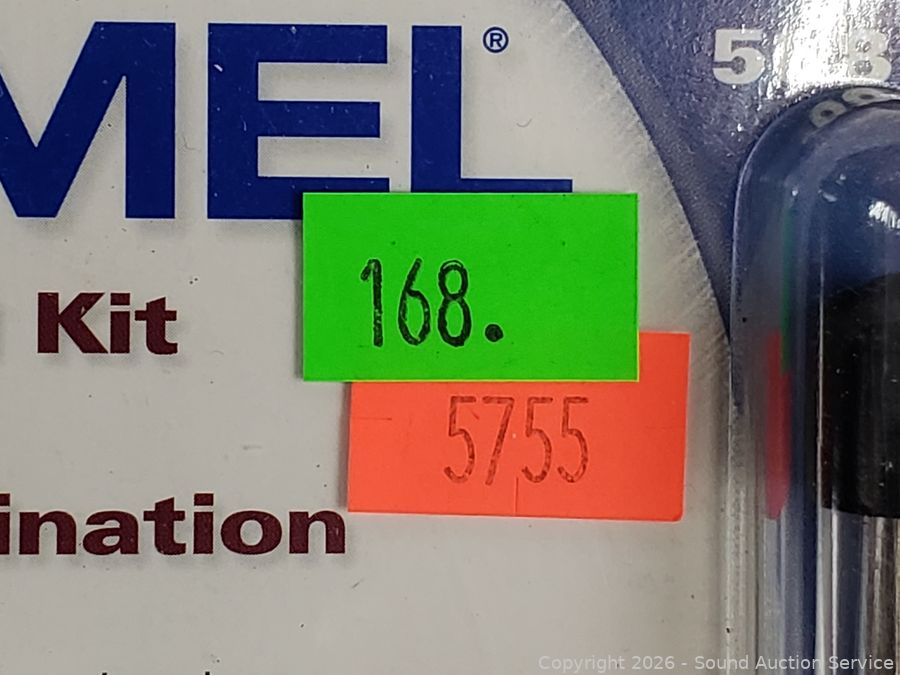 MEL®
168.
Kit
5755
ination
Copyright 2026 - Sound Auction Service